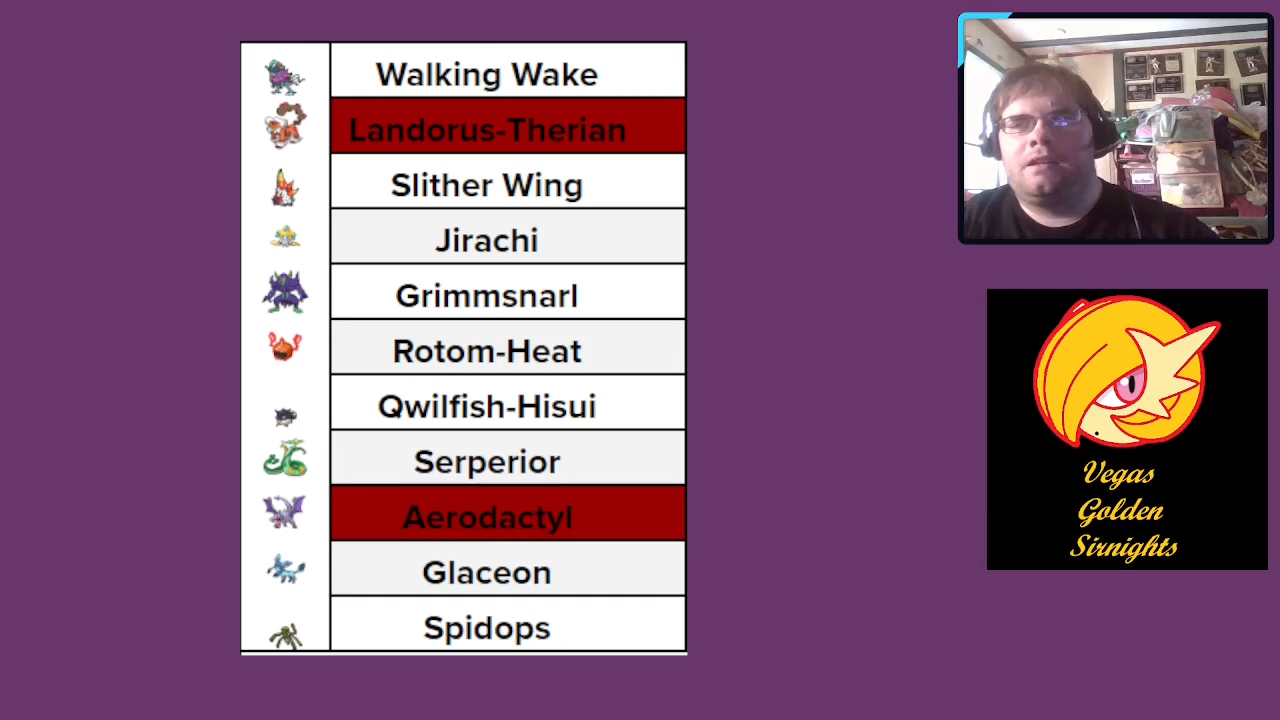 Walking Wake
Landorus-Therian
Slither Wing
Jirachi
Grimmsnarl
Rotom-Heat
Qwilfish-Hisui
Serperior
Aerodactyl
Glaceon
Spidops
Vegas
Golden
Sirnights